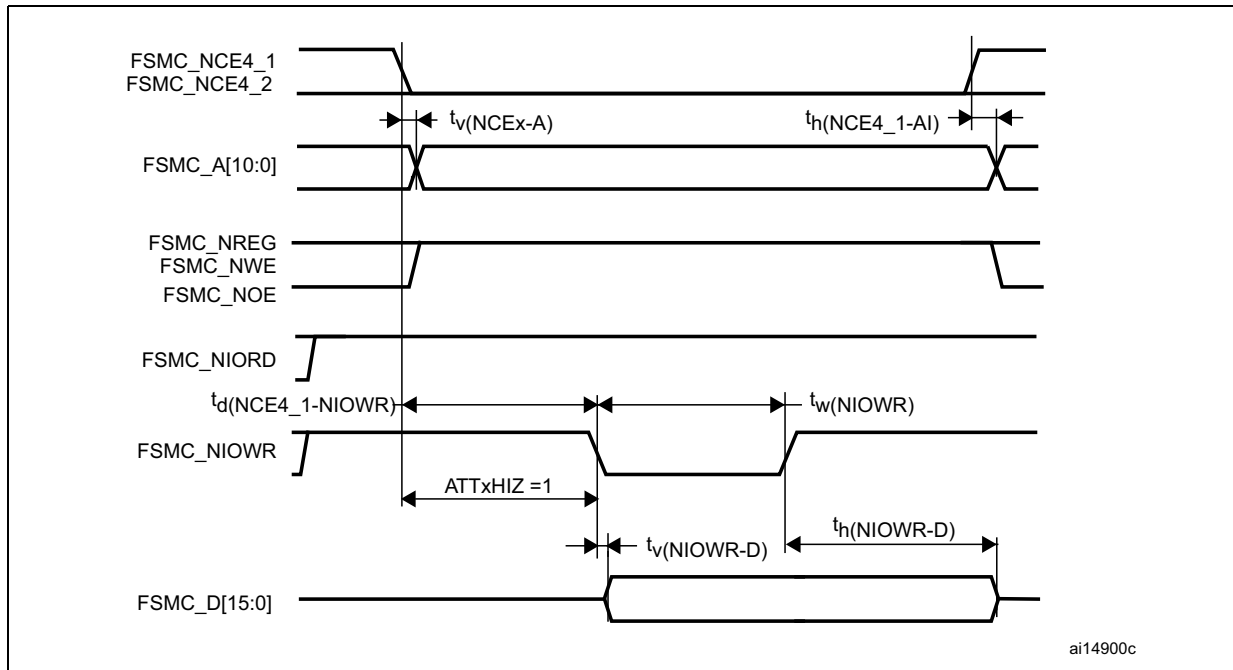 FSMC_NCE4_1
FSMC_NCE4_2
tv(NCEx-A)
th(NCE4_1-AI)
FSMC_A[10:0]
FSMC_NREG
FSMC_NWE
FSMC_NOE
FSMC_NIORD
td(NCE4_1-NIOWR)
tw(NIOWR)
FSMC_NIOWR
ATTxHIZ =1
tv(NIOWR-D)
th(NIOWR-D)
FSMC_D[15:0]
ai14900c